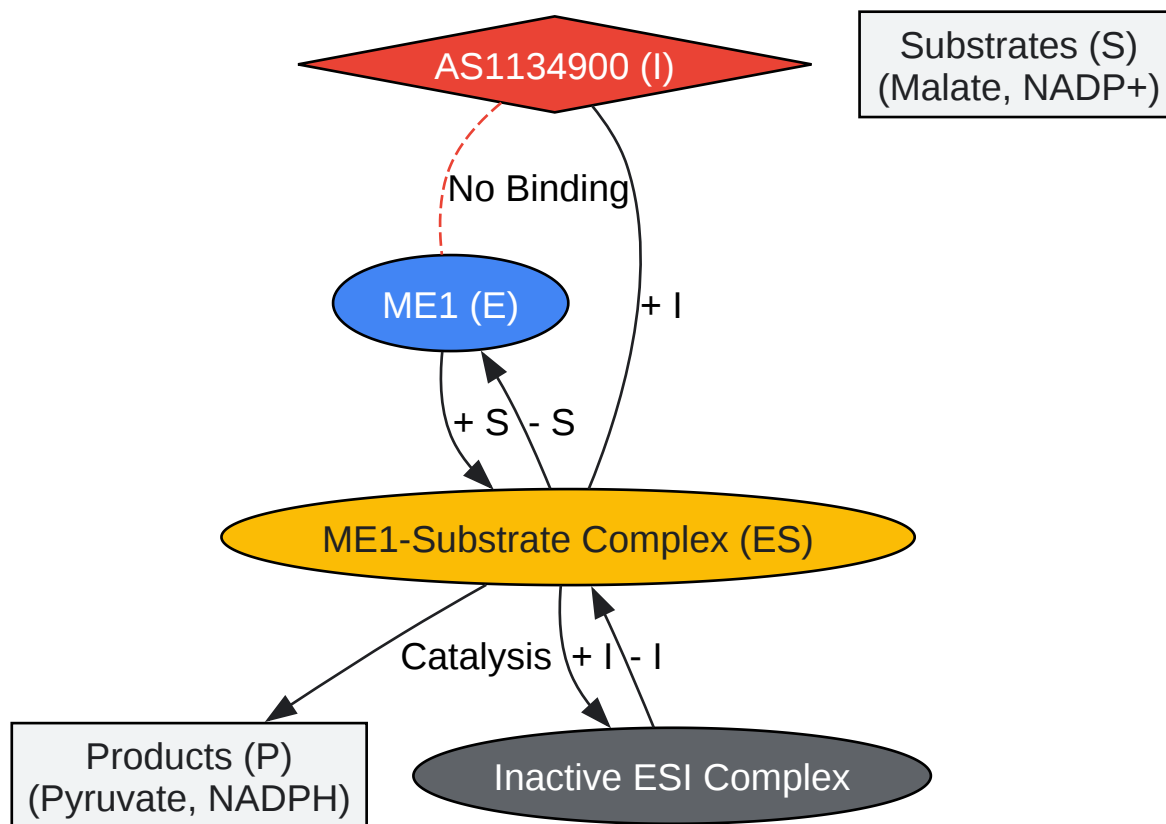 AS1134900 (I)
Substrates (S)
(Malate, NADP+)
No Binding
ME1 (E)
+ I
+ S
- S
ME1-Substrate Complex (ES)
Catalysis
+ I
- I
Products (P)
(Pyruvate, NADPH)
Inactive ESI Complex